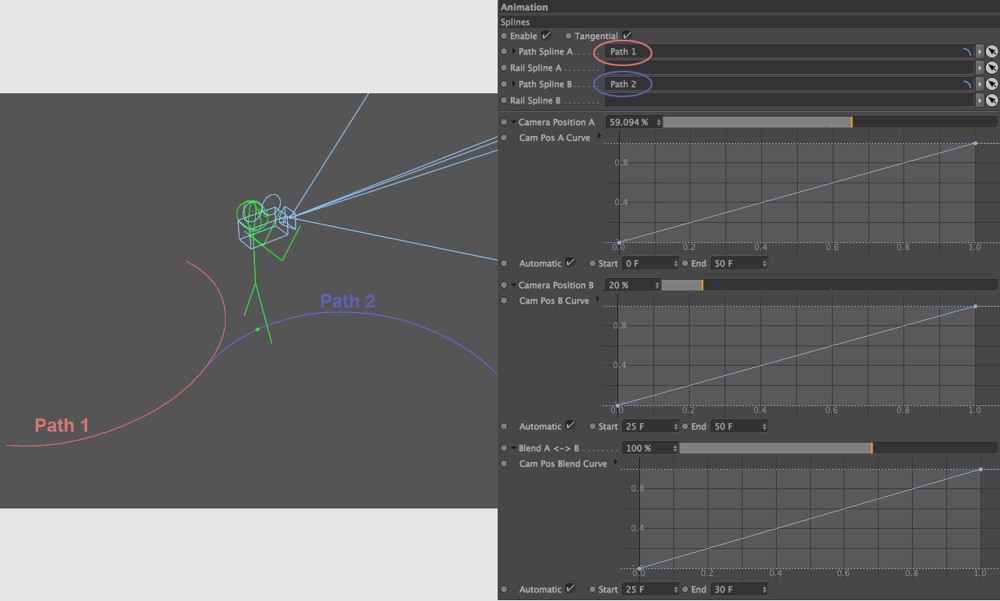 Animation
Splines
Enable Tangential
Path Spline A Path 1
Rail Spline A
Path Spline B Path 2
Rail Spline B
Camera Position A 59.094 %
Cam Pos A Curve
0.8
0.4
0.0 0.2 0.4 0.6 0.8 1.0
Automatic Start 0 F End 50 F
Camera Position B 20 %
Cam Pos B Curve
0.8
0.4
0.0 0.2 0.4 0.6 0.8 1.0
Automatic Start 25 F End 50 F
Blend A <-> B 100 %
Cam Pos Blend Curve
0.8
0.4
0.0 0.2 0.4 0.6 0.8 1.0
Automatic Start 25 F End 30 F
Path 2
Path 1